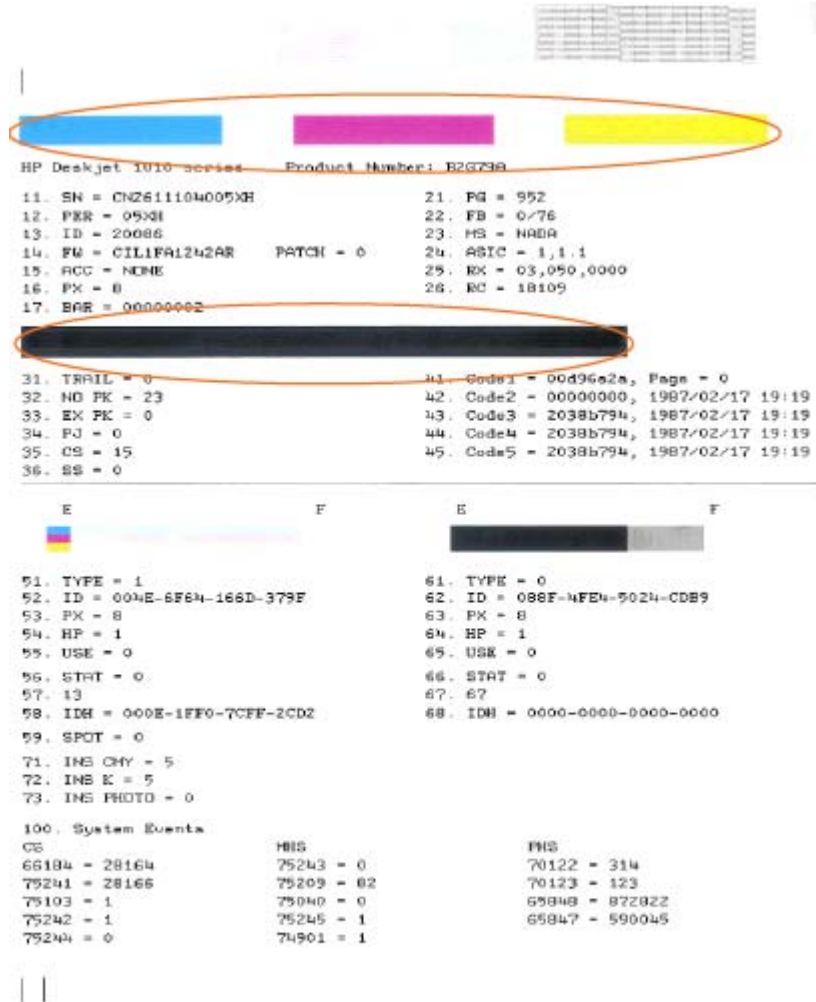 HP Deskjet 1010 series Product Number: B2G79A
11. SN = CNZ611104005XH
21. PG = 952
12. PER = 05XH
22. FB = 0/76
13. ID = 20086
23. MS = NADA
14. FW = CIL1FA1242AR PATCH = 0
24. ASIC = 1,1.1
15. ACC = NONE
25. RX = 03,050,0000
16. PX = 8
26. RC = 18109
17. BAR = 00000002
31. TRAIL = 0
41. Code1 = 00d96a2a, Page = 0
32. NO PK = 23
42. Code2 = 00000000, 1987/02/17 19:19
33. EX PK = 0
43. Code3 = 2038b794, 1987/02/17 19:19
34. PJ = 0
44. Code4 = 2038b794, 1987/02/17 19:19
35. CS = 15
45. Code5 = 2038b794, 1987/02/17 19:19
36. SS = 0
E F
E F
51. TYPE = 1
61. TYPE = 0
52. ID = 004E-6F64-166D-379F
62. ID = 088F-4FE4-5024-CDB9
53. PX = 8
63. PX = 8
54. HP = 1
64. HP = 1
55. USE = 0
65. USE = 0
56. STAT = 0
66. STAT = 0
57. 13
67. 67
58. IDH = 000E-1FF0-7CFF-2CD2
68. IDH = 0000-0000-0000-0000
59. SPOT = 0
71. INS CMY = 5
72. INS K = 5
73. INS PHOTO = 0
100. System Events
CG MHS PHS
66184 = 28164 75243 = 0 70122 = 314
75241 = 28166 75209 = 82 70123 = 123
75103 = 1 75040 = 0 65848 = 872822
75242 = 1 75245 = 1 65847 = 590045
75244 = 0 74901 = 1